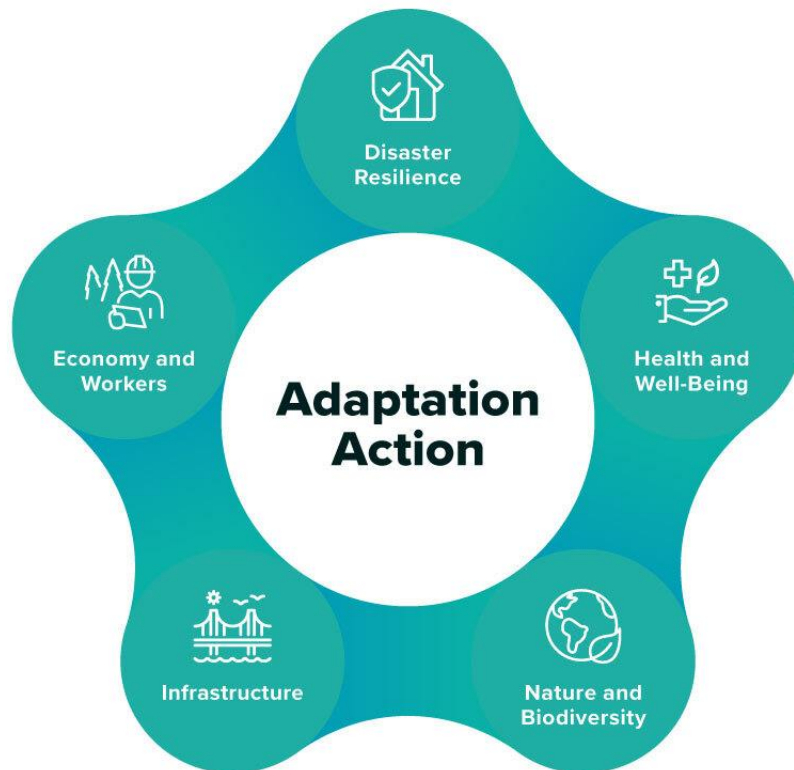 Disaster
Resilience
Economy and
Workers
Health and
Well-Being
Adaptation
Action
Infrastructure
Nature and
Biodiversity